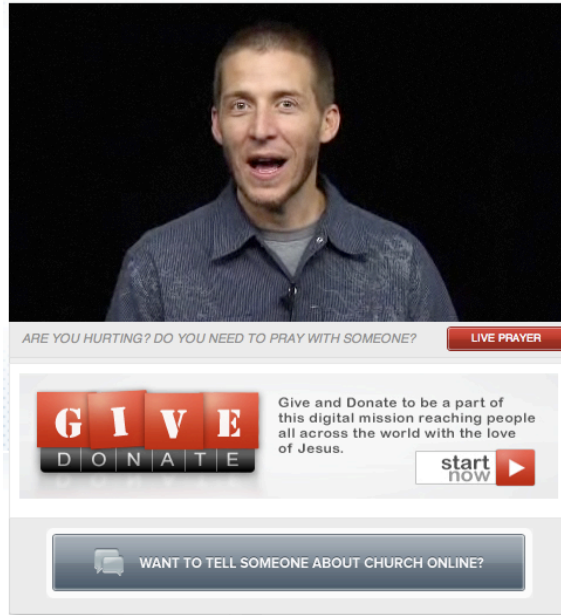 ARE YOU HURTING? DO YOU NEED TO PRAY WITH SOMEONE?
LIVE PRAYER
GIVE
DONATE
Give and Donate to be a part of
this digital mission reaching people
all across the world with the love
of Jesus.
start
now
WANT TO TELL SOMEONE ABOUT CHURCH ONLINE?